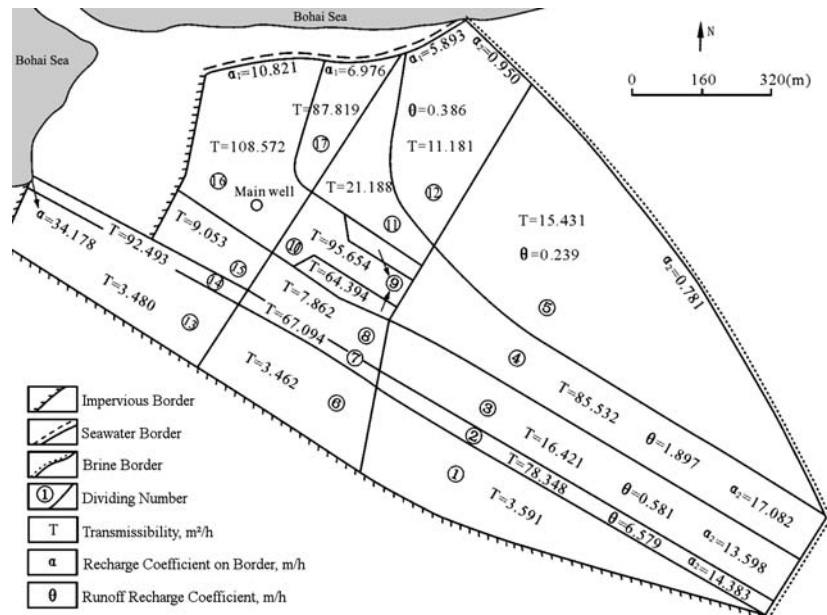 Bohai Sea
Bohai Sea
N
0 160 320(m)
α₁=10.821
α₁=6.976
α₁=5.893
α₂=0.950
T=87.819
θ=0.386
T=108.572
⑰
T=11.181
⑯
Main well
T=21.188
⑫
⑪
T=15.431
θ=0.239
α₂=0.781
α=34.178
T=92.493
T=9.053
⑩
T=95.654
⑨
T=64.394
⑮
⑭
T=3.480
⑬
T=7.862
⑧
T=67.094
⑦
⑤
④
T=3.462
⑥
③
T=85.532
θ=1.897
α₂=17.082
②
T=16.421
θ=0.581
α₂=13.598
①
T=78.348
θ=6.579
α₂=14.383
T=3.591
Impervious Border
Seawater Border
Brine Border
① Dividing Number
T Transmissibility, m²/h
α Recharge Coefficient on Border, m/h
θ Runoff Recharge Coefficient, m/h